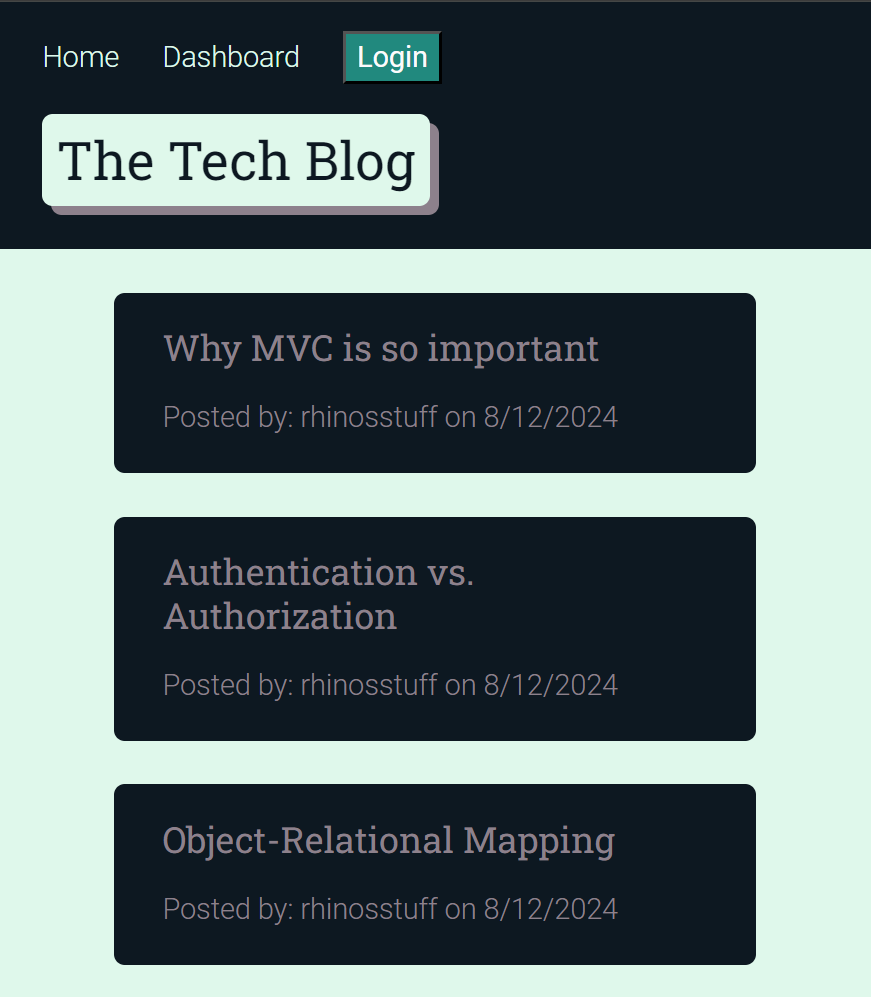 Home Dashboard Login
The Tech Blog
Why MVC is so important
Posted by: rhinosstuff on 8/12/2024
Authentication vs.
Authorization
Posted by: rhinosstuff on 8/12/2024
Object-Relational Mapping
Posted by: rhinosstuff on 8/12/2024